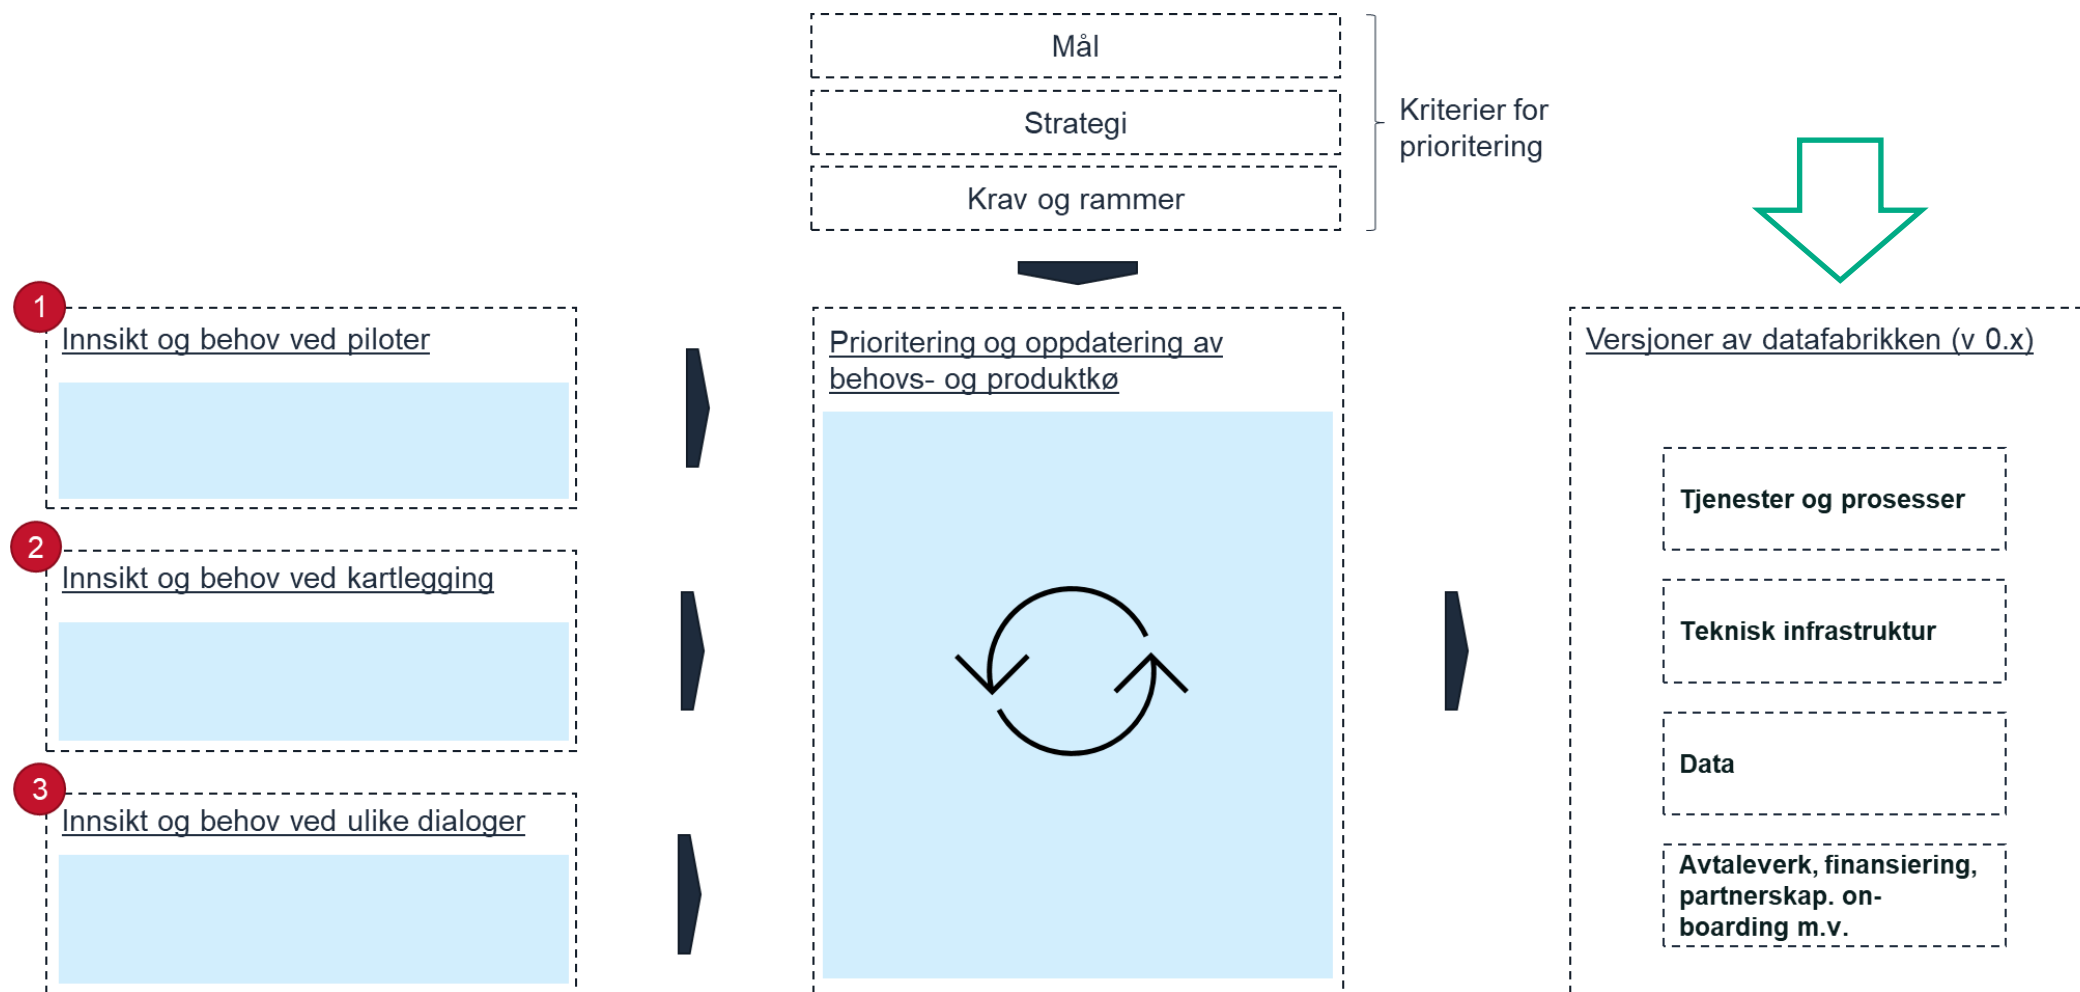 Mål
Strategi
Krav og rammer
Kriterier for
prioritering
1
Innsikt og behov ved piloter
2
Innsikt og behov ved kartlegging
3
Innsikt og behov ved ulike dialoger
Prioritering og oppdatering av
behovs- og produktkø
Versjoner av datafabrikken (v 0.x)
Tjenester og prosesser
Teknisk infrastruktur
Data
Avtaleverk, finansiering,
partnerskap. on-
boarding m.v.